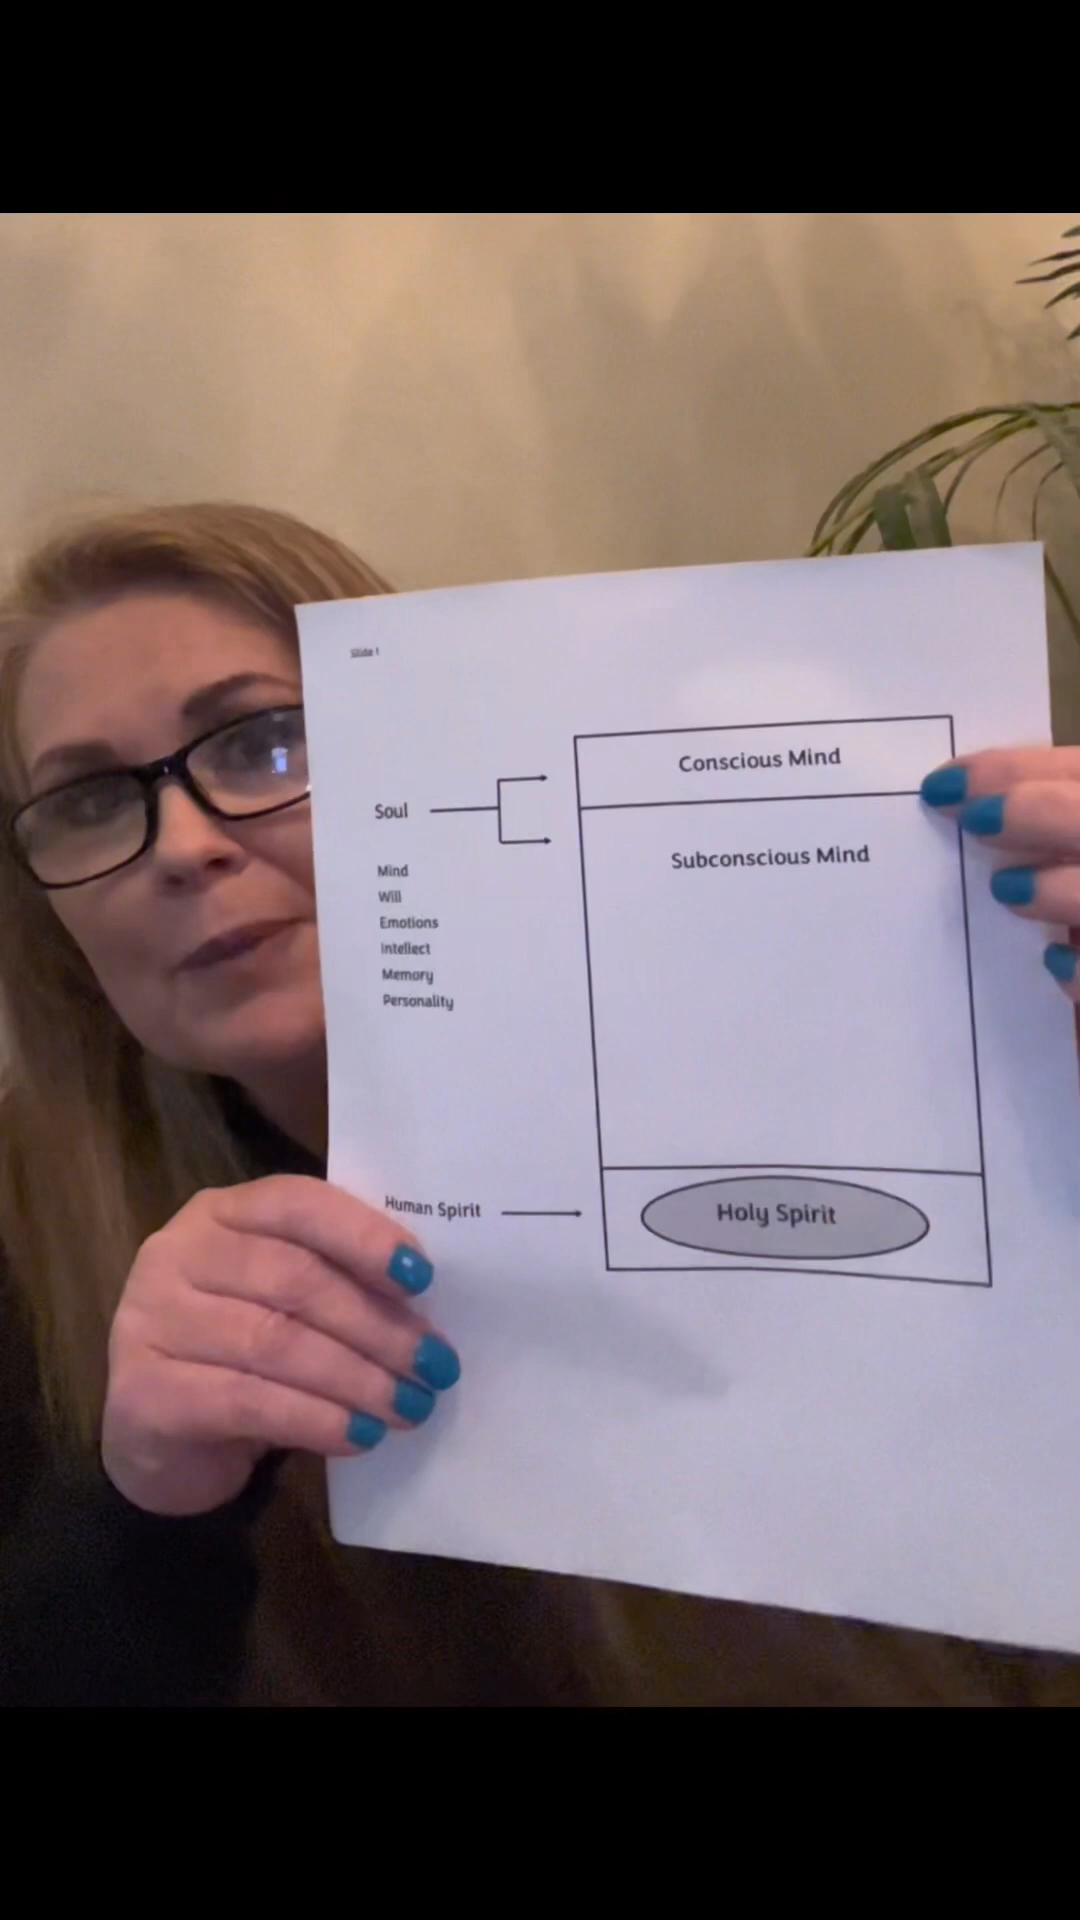 Slide 1
Conscious Mind
Soul
Subconscious Mind
Mind
Will
Emotions
Intellect
Memory
Personality
Human Spirit
Holy Spirit